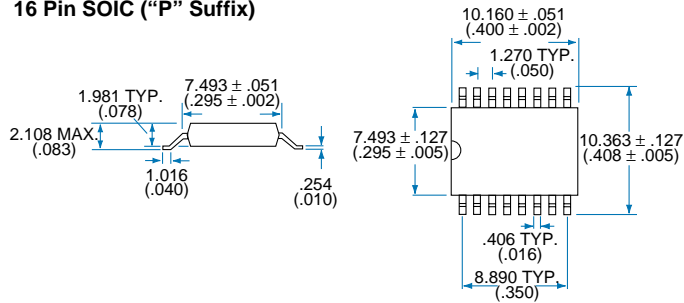 16 Pin SOIC (“P” Suffix)
1.981 TYP.
(.078)
7.493 ± .051
(.295 ± .002)
2.108 MAX.
(.083)
1.016
(.040)
.254
(.010)
10.160 ± .051
(.400 ± .002)
1.270 TYP.
(.050)
7.493 ± .127
(.295 ± .005)
10.363 ± .127
(.408 ± .005)
.406 TYP.
(.016)
8.890 TYP.
(.350)